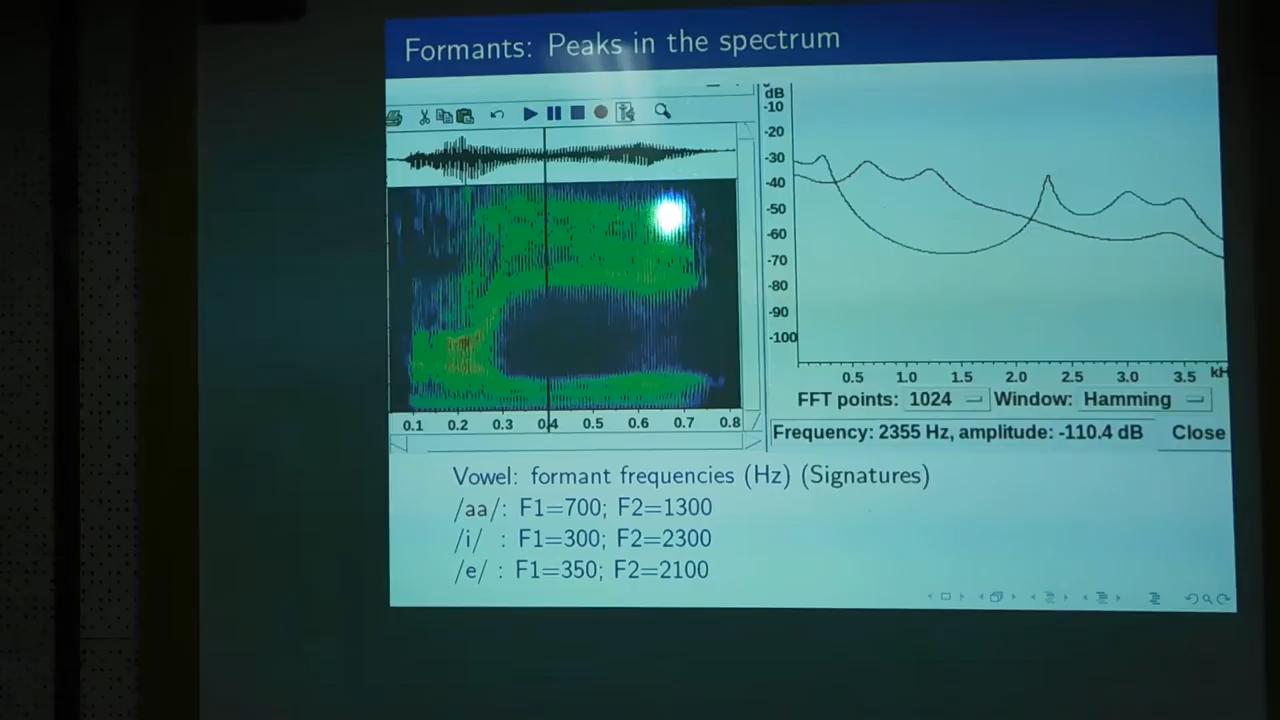 Formants: Peaks in the spectrum
dB
-10
-20
-30
-40
-50
-60
-70
-80
-90
-100
0.5 1.0 1.5 2.0 2.5 3.0 3.5 kH
0.1 0.2 0.3 0.4 0.5 0.6 0.7 0.8
FFT points: 1024 Window: Hamming
Frequency: 2355 Hz, amplitude: -110.4 dB Close
Vowel: formant frequencies (Hz) (Signatures)
/aa/: F1=700; F2=1300
/i/ : F1=300; F2=2300
/e/ : F1=350; F2=2100